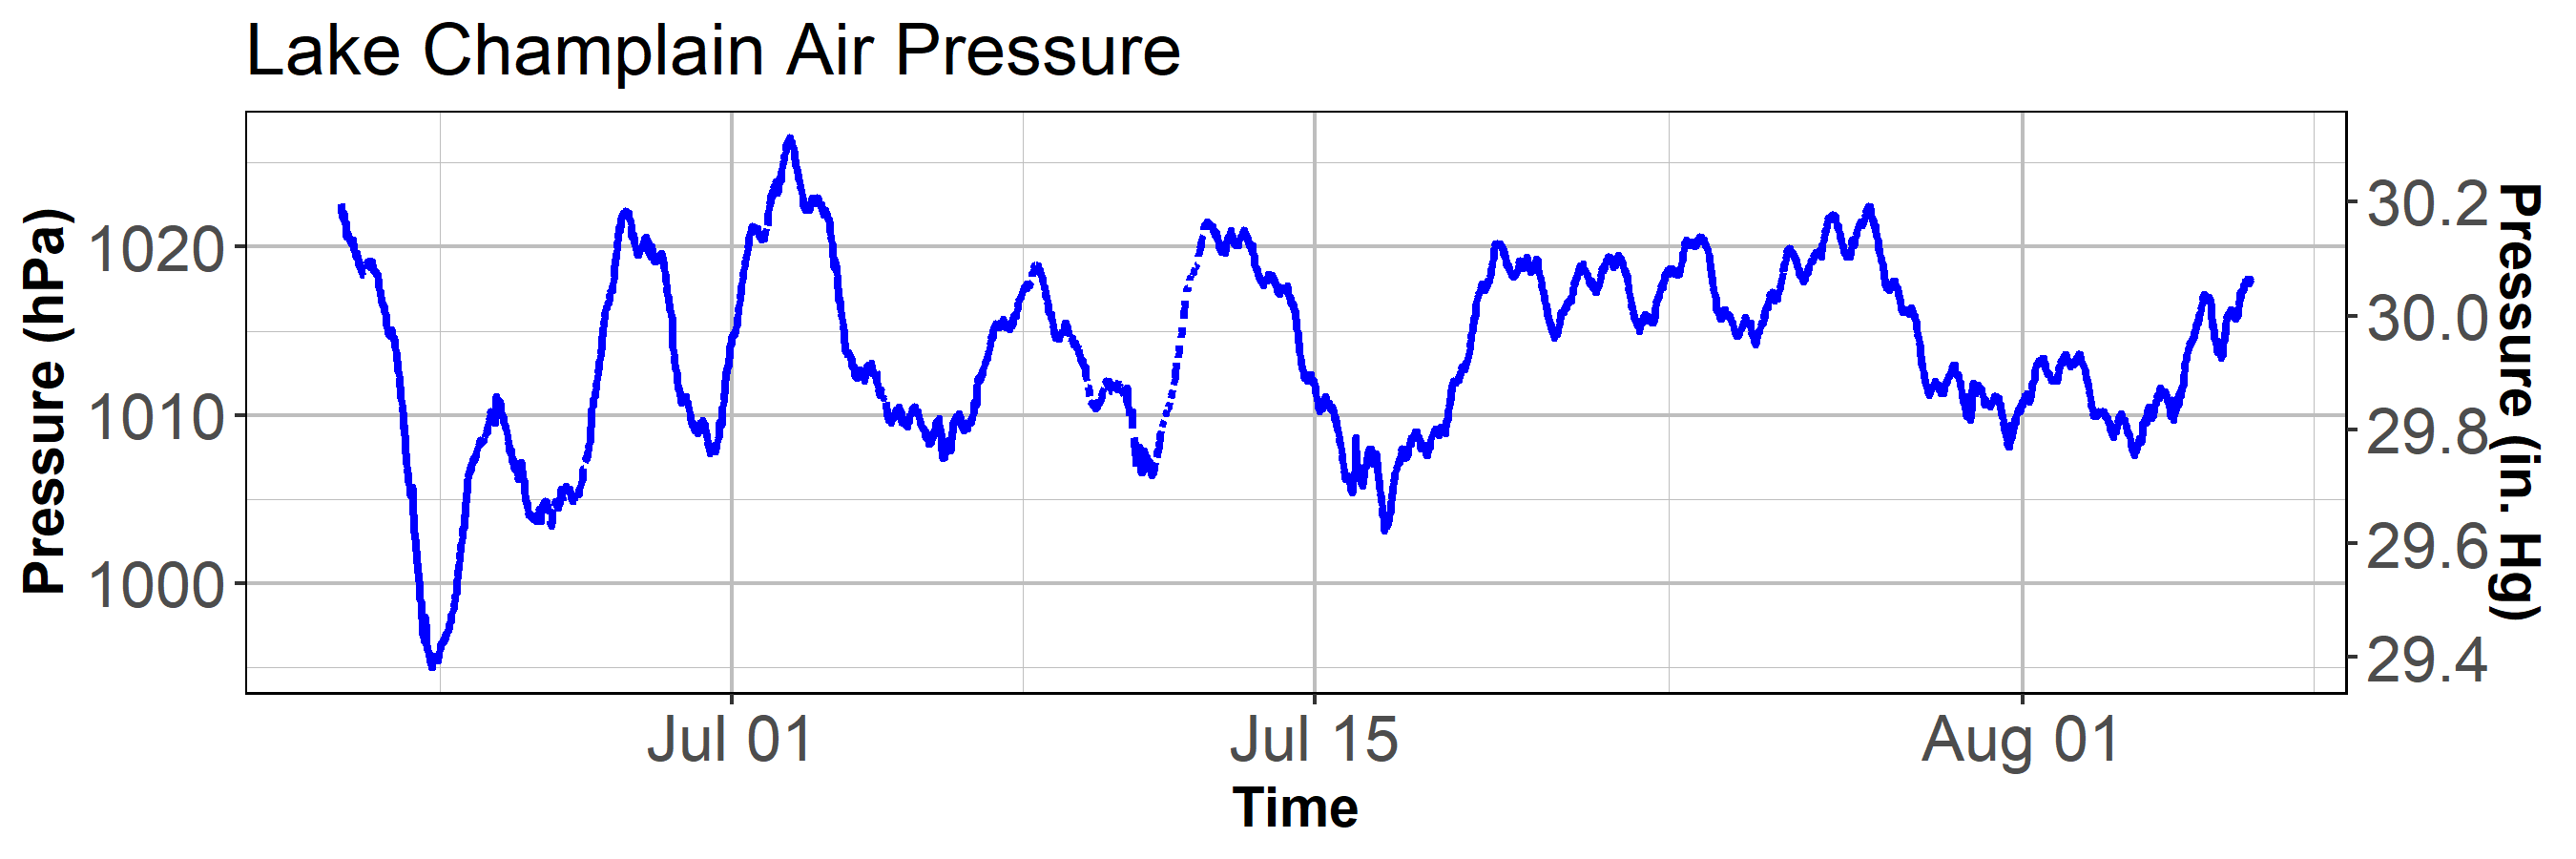 Lake Champlain Air Pressure
Pressure (hPa)
1020
1010
1000
30.2
30.0
29.8
29.6
29.4
Pressure (in. Hg)
Jul 01
Jul 15
Aug 01
Time